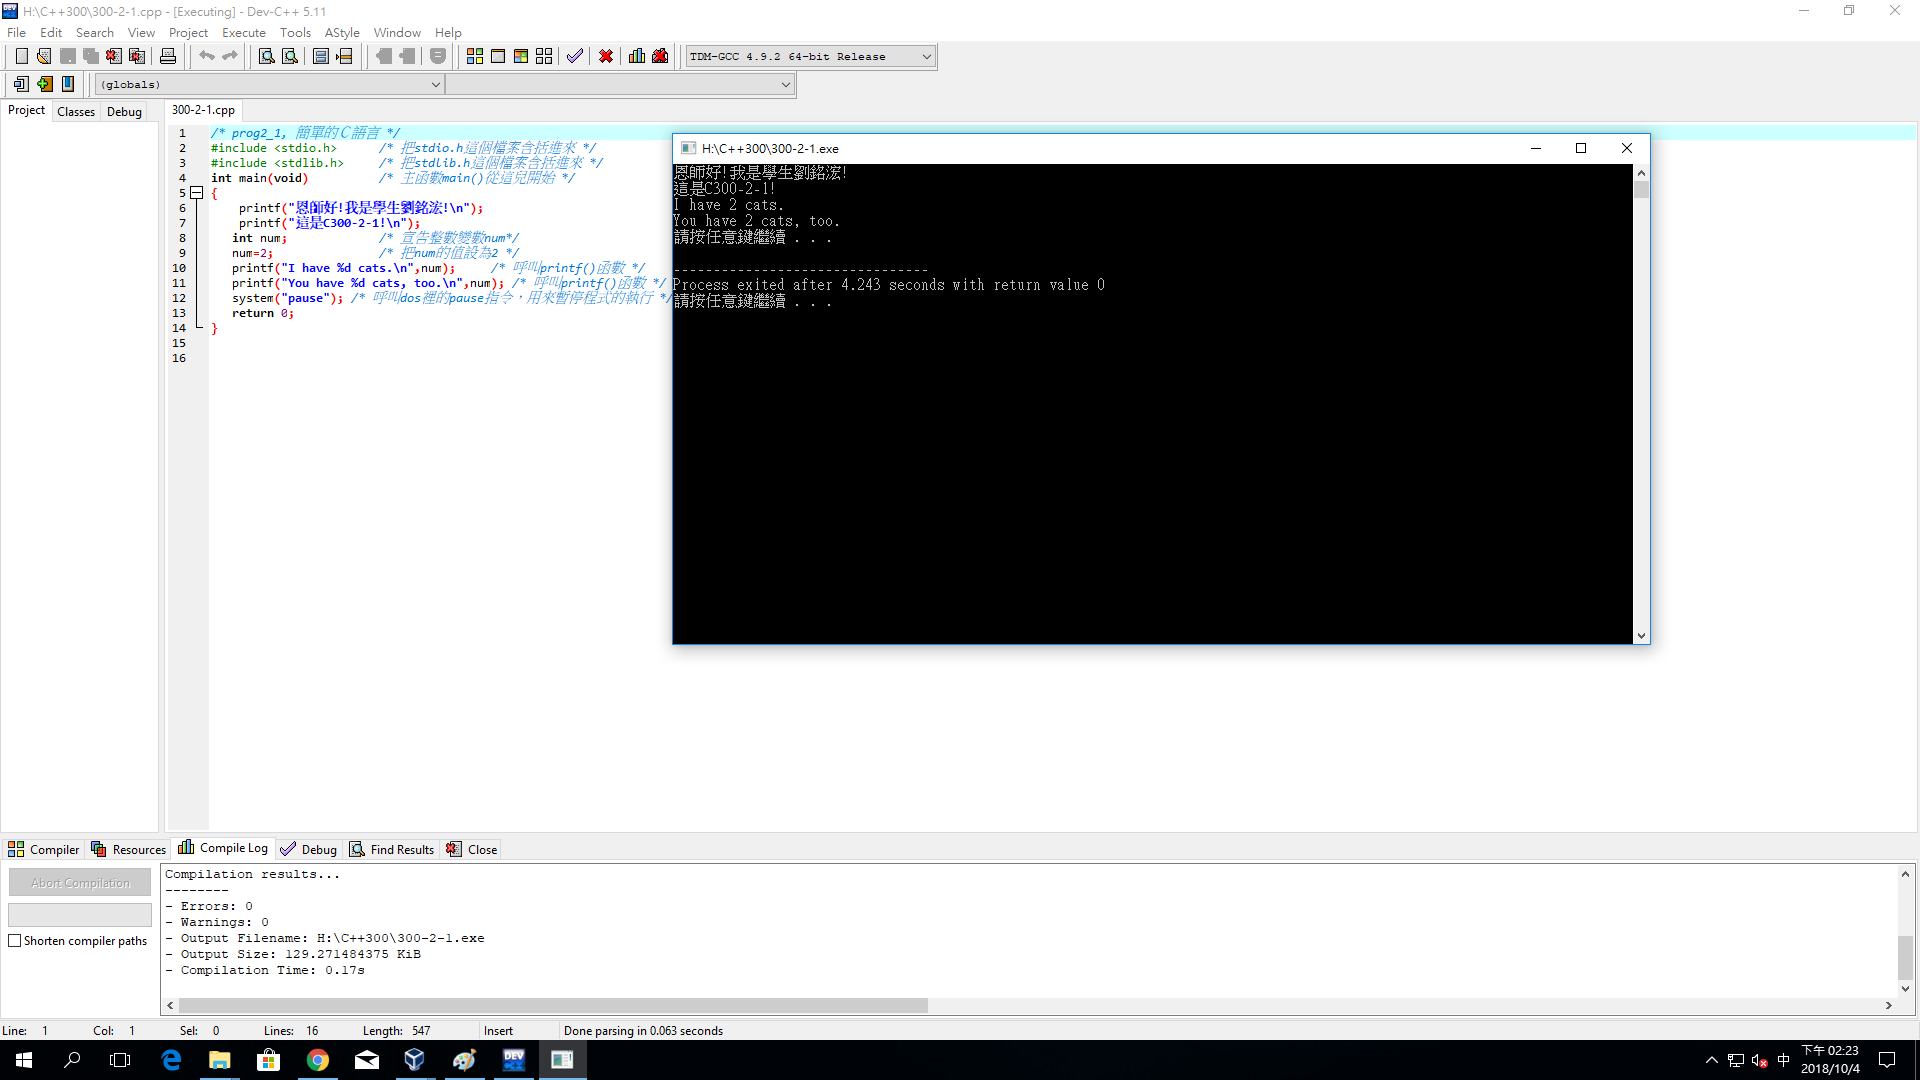 H:\C++300\300-2-1.cpp - [Executing] - Dev-C++ 5.11
File Edit Search View Project Execute Tools AStyle Window Help
TDM-GCC 4.9.2 64-bit Release
(globals)
Project Classes Debug
300-2-1.cpp
1 /* prog2_1, 簡單的C語言 */
2 #include <stdio.h> /* 把stdio.h這個檔案含括進來 */
3 #include <stdlib.h> /* 把stdlib.h這個檔案含括進來 */
4 int main(void) /* 主函數main()從這兒開始 */
5 {
6 printf("恩師好!我是學生劉銘浤!\n");
7 printf("這是C300-2-1!\n");
8 int num; /* 宣告整數變數num*/
9 num=2; /* 把num的值設為2 */
10 printf("I have %d cats.\n",num); /* 呼叫printf()函數 */
11 printf("You have %d cats, too.\n",num); /* 呼叫printf()函數 */
12 system("pause"); /* 呼叫dos裡的pause指令，用來暫停程式的執行 */
13 return 0;
14 }
15
16
H:\C++300\300-2-1.exe
恩師好!我是學生劉銘浤!
這是C300-2-1!
I have 2 cats.
You have 2 cats, too.
請按任意鍵繼續 . . .
--------------------------------
Process exited after 4.243 seconds with return value 0
請按任意鍵繼續 . . .
Compiler Resources Compile Log Debug Find Results Close
Abort Compilation
Shorten compiler paths
Compilation results...
--------
- Errors: 0
- Warnings: 0
- Output Filename: H:\C++300\300-2-1.exe
- Output Size: 129.271484375 KiB
- Compilation Time: 0.17s
Line: 1 Col: 1 Sel: 0 Lines: 16 Length: 547 Insert Done parsing in 0.063 seconds
DEV
中
下午 02:23
2018/10/4